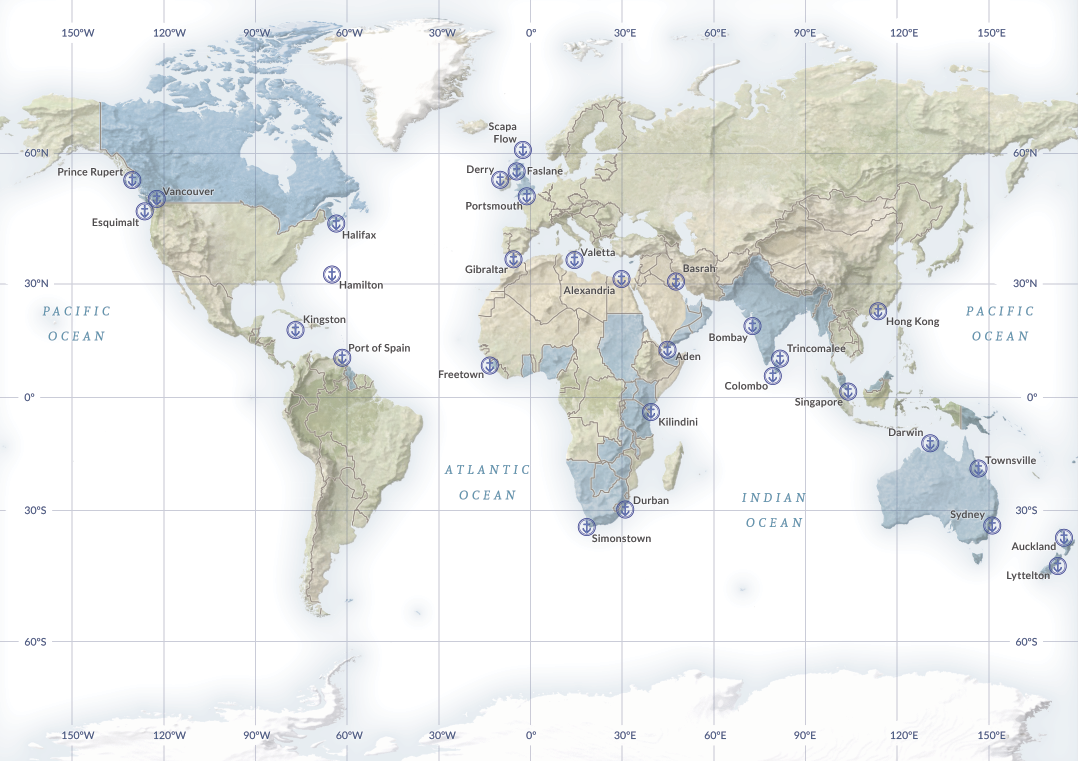 150°W
120°W
90°W
60°W
30°W
0°
30°E
60°E
90°E
120°E
150°E
Scapa
Flow
60°N
60°N
Prince Rupert
Derry
Faslane
Vancouver
Portsmouth
Esquimalt
Halifax
Valetta
Gibraltar
Basrah
30°N
Hamilton
Alexandria
30°N
PACIFIC
OCEAN
Kingston
PACIFIC
OCEAN
Hong Kong
Bombay
Port of Spain
Trincomalee
Aden
Freetown
Colombo
0°
Singapore
0°
Kilindini
Darwin
ATLANTIC
OCEAN
Townsville
INDIAN
OCEAN
Durban
30°S
Sydney
30°S
Simonstown
Auckland
Lyttelton
60°S
60°S
150°W
120°W
90°W
60°W
30°W
0°
30°E
60°E
90°E
120°E
150°E